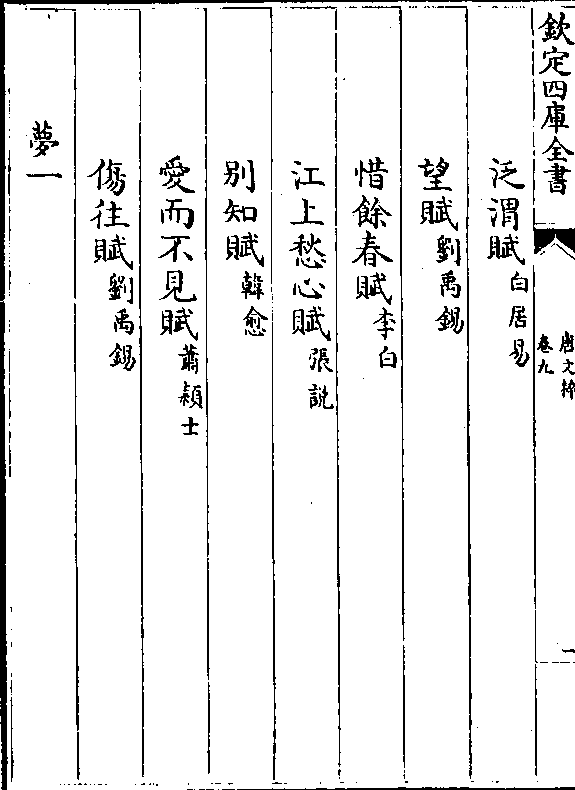 欽定四庫全書
唐文粹
卷九
一
泛渭賦白居易
望賦劉禹錫
惜餘春賦李白
江上愁心賦張說
別知賦韓愈
愛而不見賦蕭穎士
傷往賦劉禹錫
夢一